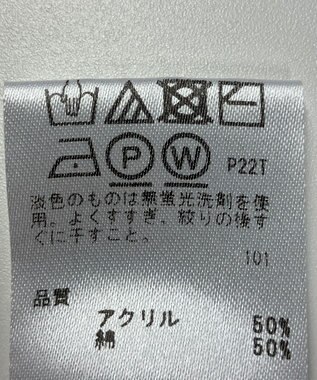 P W P22T
淡色のものは無蛍光洗剤を使
用。よくすすぎ、絞りの後す
ぐに干すこと。
101
品質
アクリル 50%
綿 50%